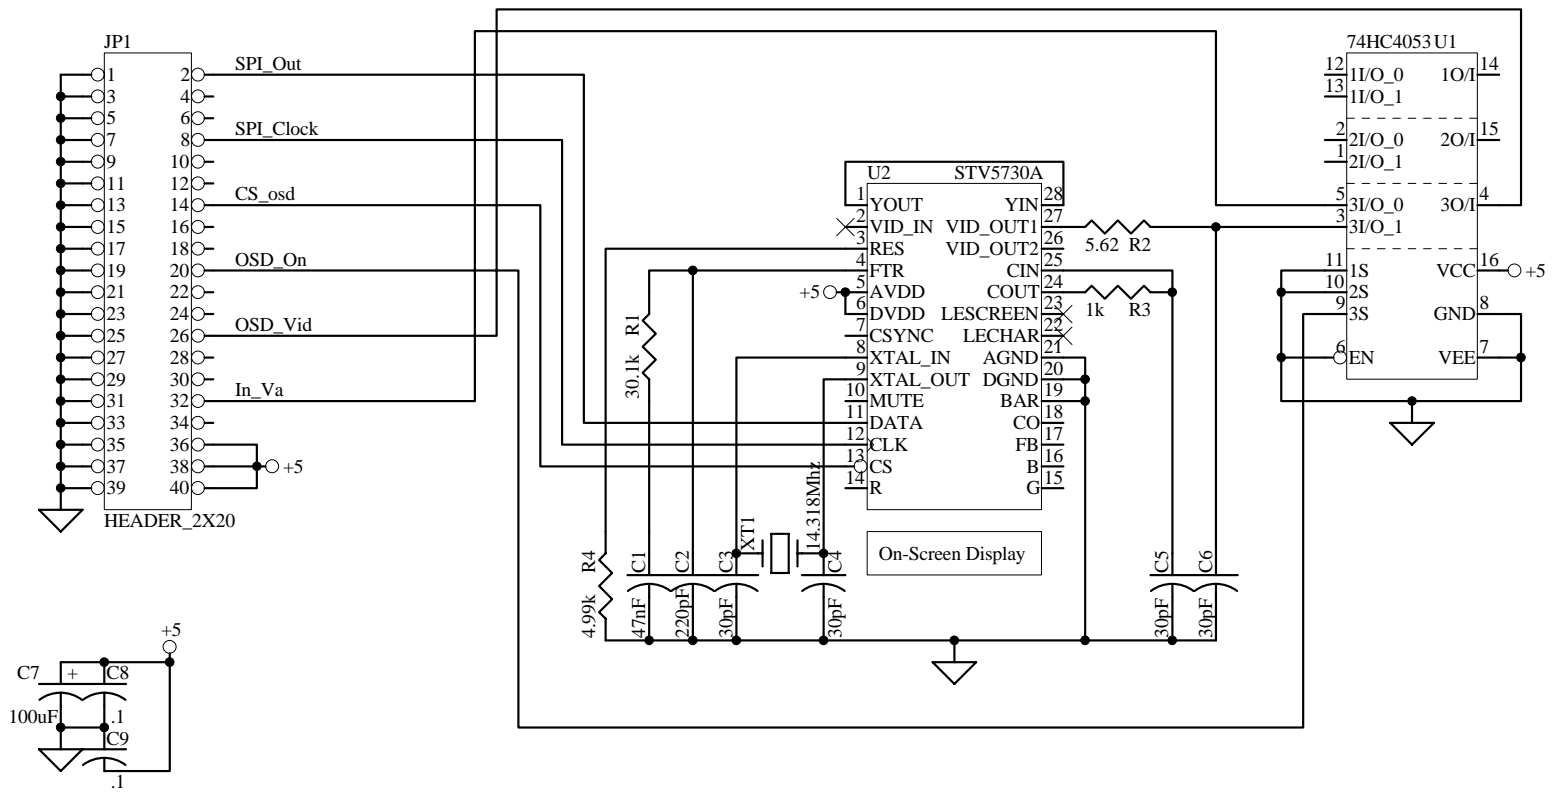 JP1
1 2 SPI_Out
3 4
5 6
7 8 SPI_Clock
9 10
11 12
13 14 CS_osd
15 16
17 18
19 20 OSD_On
21 22
23 24
25 26 OSD_Vid
27 28
29 30
31 32 In_Va
33 34
35 36
37 38 +5
39 40
HEADER_2X20
+5
C7 + C8
100uF .1
C9
.1
U2 STV5730A
1 YOUT YIN 28
2 VID_IN VID_OUT1 27
3 RES VID_OUT2 26
4 FTR CIN 25
+5 5 AVDD COUT 24
6 DVDD LESCREEN 23
7 CSYNC LECHAR 22
8 XTAL_IN AGND 21
9 XTAL_OUT DGND 20
10 MUTE BAR 19
11 DATA CO 18
12 CLK FB 17
13 CS B 16
14 R G 15
On-Screen Display
5.62 R2
1k R3
30.1k R1
4.99k R4
47nF C1
220pF C2
30pF C3
XT1
14.318Mhz
30pF C4
30pF C5
30pF C6
74HC4053 U1
12 1I/O_0 1O/I 14
13 1I/O_1
2 2I/O_0 2O/I 15
1 2I/O_1
5 3I/O_0 3O/I 4
3 3I/O_1
11 1S VCC 16 +5
10 2S
9 3S GND 8
6 EN VEE 7